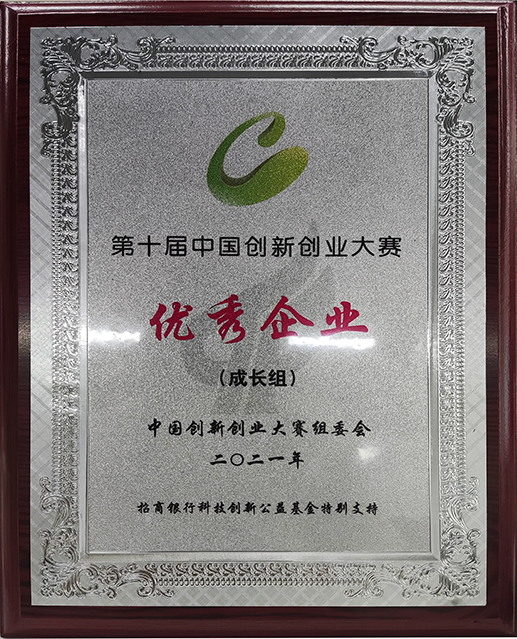 第十届中国创新创业大赛
优秀企业
（成长组）
中国创新创业大赛组委会
二〇二一年
招商银行科技创新公益基金特别支持